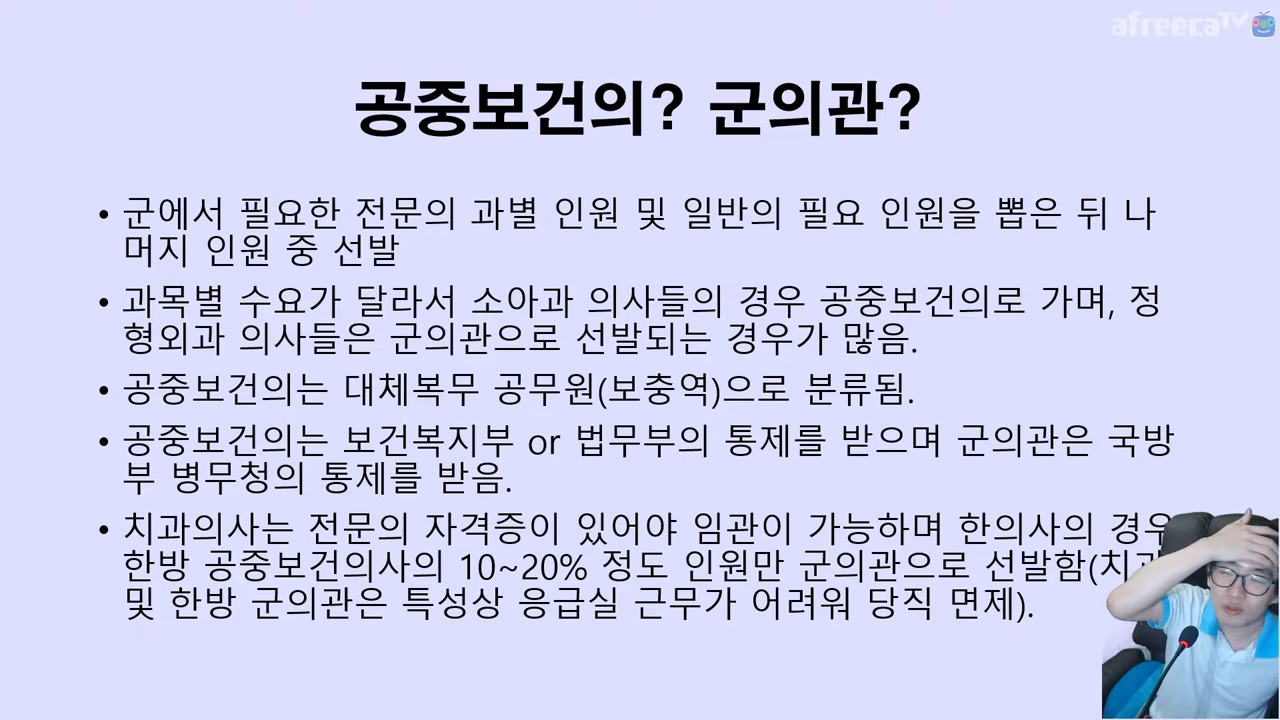 afreecaTV
공중보건의? 군의관?
• 군에서 필요한 전문의 과별 인원 및 일반의 필요 인원을 뽑은 뒤 나
머지 인원 중 선발
• 과목별 수요가 달라서 소아과 의사들의 경우 공중보건의로 가며, 정
형외과 의사들은 군의관으로 선발되는 경우가 많음.
• 공중보건의는 대체복무 공무원(보충역)으로 분류됨.
• 공중보건의는 보건복지부 or 법무부의 통제를 받으며 군의관은 국방
부 병무청의 통제를 받음.
• 치과의사는 전문의 자격증이 있어야 임관이 가능하며 한의사의 경우
한방 공중보건의사의 10~20% 정도 인원만 군의관으로 선발함(치과
및 한방 군의관은 특성상 응급실 근무가 어려워 당직 면제).